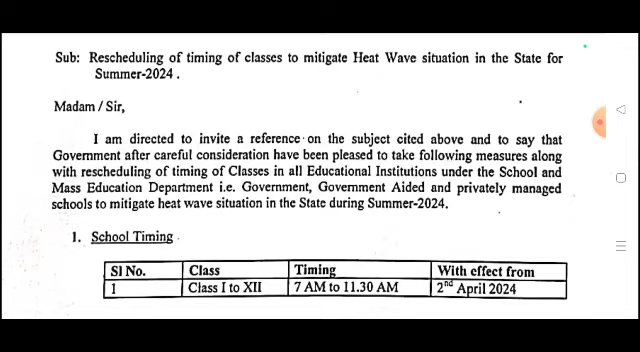 Sub: Rescheduling of timing of classes to mitigate Heat Wave situation in the State for
Summer-2024.
Madam / Sir,
I am directed to invite a reference on the subject cited above and to say that
Government after careful consideration have been pleased to take following measures along
with rescheduling of timing of Classes in all Educational Institutions under the School and
Mass Education Department i.e. Government, Government Aided and privately managed
schools to mitigate heat wave situation in the State during Summer-2024.
1. School Timing
Sl No. Class Timing With effect from
1 Class I to XII 7 AM to 11.30 AM 2nd April 2024